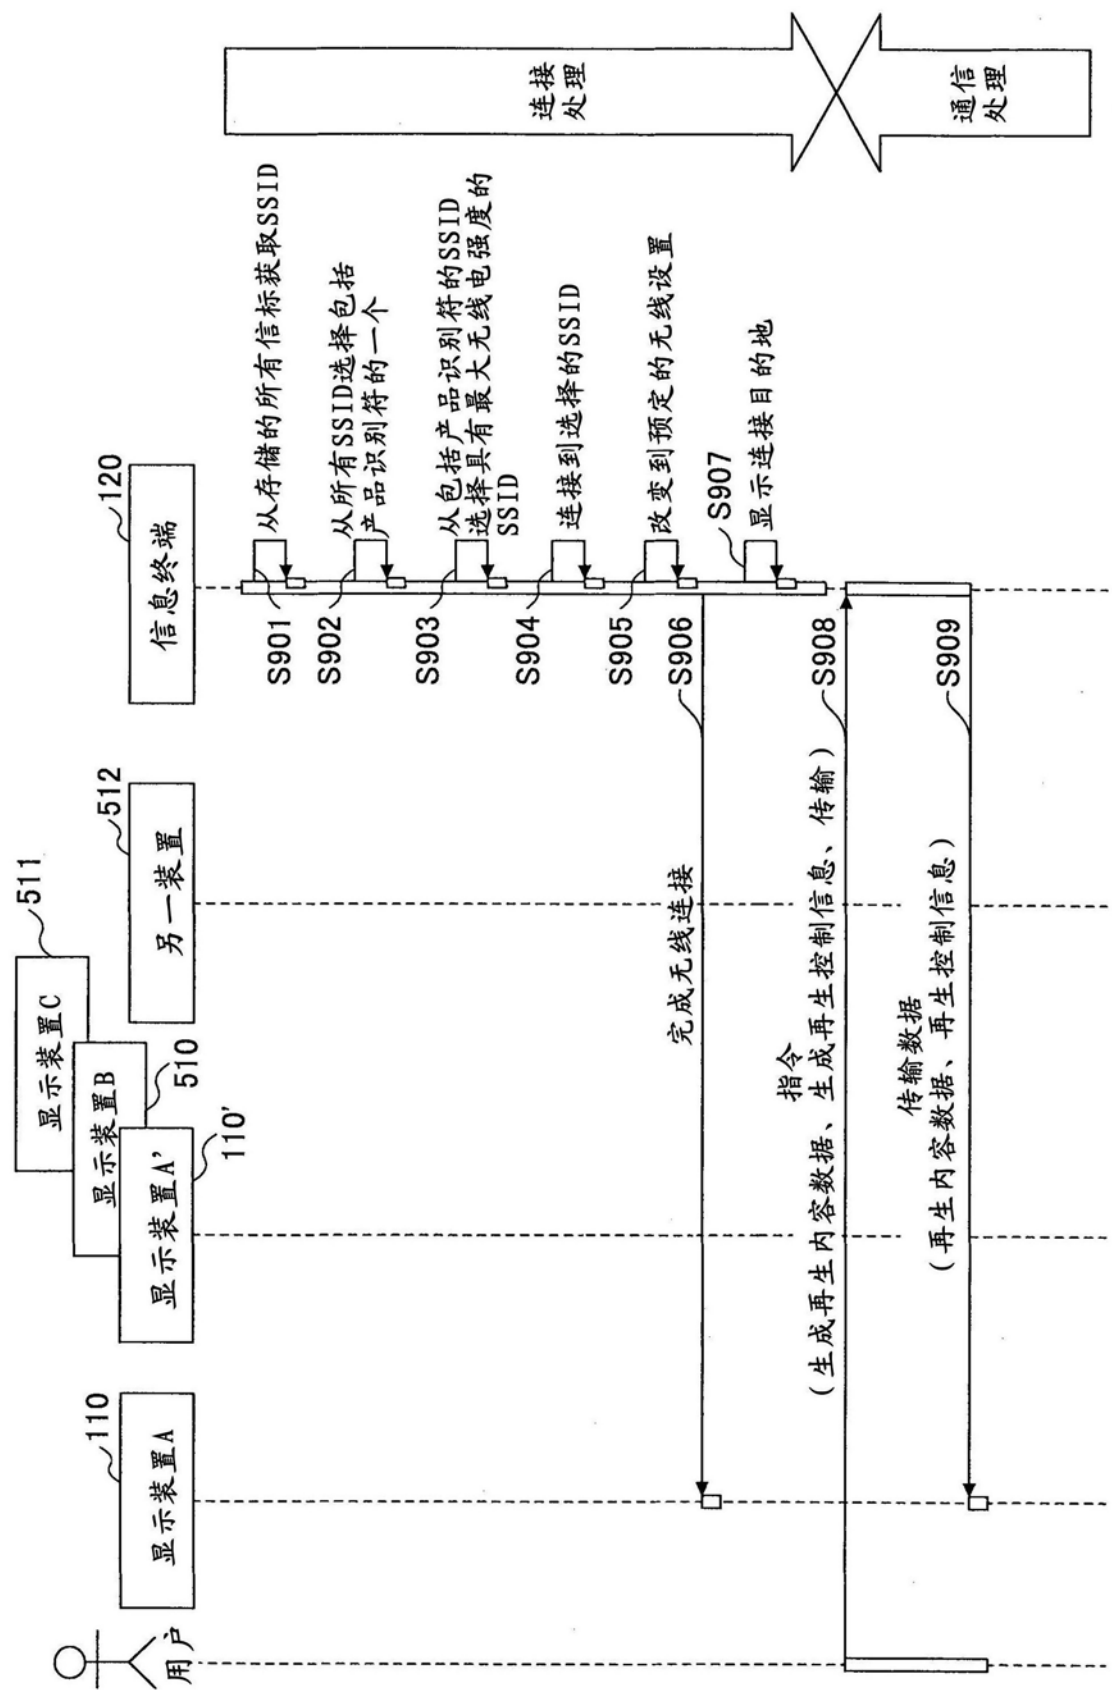 用户
110
显示装置A
显示装置A'
110'
显示装置B
510
显示装置C
511
另一装置
512
信息终端
120
S901
从存储的所有信标获取SSID
S902
从所有SSID选择包括
产品识别符的一个
S903
从包括产品识别符的SSID
选择具有最大无线电强度的
SSID
S904
连接到选择的SSID
S905
改变到预定的无线设置
完成无线连接
S906
S907
显示连接目的地
指令
(生成再生内容数据、生成再生控制信息、传输)
S908
传输数据
(再生内容数据、再生控制信息)
S909
连接
处理
通信
处理